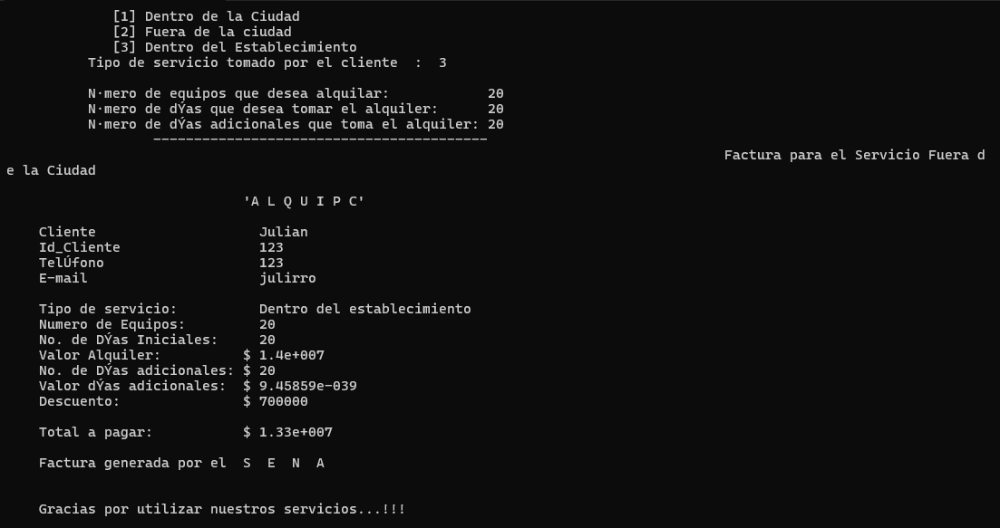 [1] Dentro de la Ciudad
[2] Fuera de la ciudad
[3] Dentro del Establecimiento
Tipo de servicio tomado por el cliente  :  3
N·mero de equipos que desea alquilar:            20
N·mero de dÝas que desea tomar el alquiler:      20
N·mero de dÝas adicionales que toma el alquiler: 20
-----------------------------------------
Factura para el Servicio Fuera d
e la Ciudad
'A L Q U I P C'
Cliente                    Julian
Id_Cliente                 123
TelÚfono                   123
E-mail                     julirro
Tipo de servicio:          Dentro del establecimiento
Numero de Equipos:         20
No. de DÝas Iniciales:     20
Valor Alquiler:          $ 1.4e+007
No. de DÝas adicionales: $ 20
Valor dÝas adicionales:  $ 9.45859e-039
Descuento:               $ 700000
Total a pagar:           $ 1.33e+007
Factura generada por el  S  E  N  A
Gracias por utilizar nuestros servicios...!!!